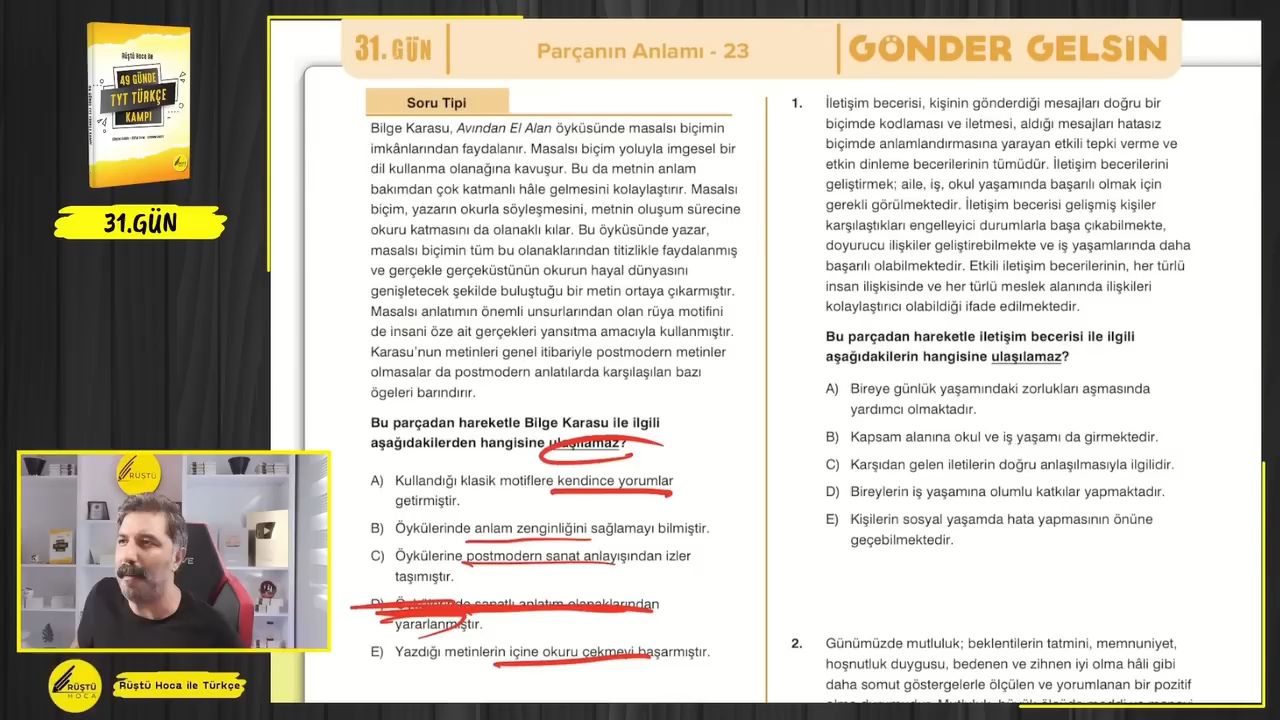 RÜŞTÜ HOCA İLE
49 GÜNDE
TYT TÜRKÇE
KAMPI
31.GÜN
RÜŞTÜ
RÜŞTÜ
HOCA
Rüştü Hoca ile Türkçe
31. GÜN
Parçanın Anlamı - 23
GÖNDER GELSİN
Soru Tipi
Bilge Karasu, Avından El Alan öyküsünde masalsı biçimin
imkânlarından faydalanır. Masalsı biçim yoluyla imgesel bir
dil kullanma olanağına kavuşur. Bu da metnin anlam
bakımından çok katmanlı hâle gelmesini kolaylaştırır. Masalsı
biçim, yazarın okurla söyleşmesini, metnin oluşum sürecine
okuru katmasını da olanaklı kılar. Bu öyküsünde yazar,
masalsı biçimin tüm bu olanaklarından titizlikle faydalanmış
ve gerçekle gerçeküstünün okurun hayal dünyasını
genişletecek şekilde buluştuğu bir metin ortaya çıkarmıştır.
Masalsı anlatımın önemli unsurlarından olan rüya motifini
de insani öze ait gerçekleri yansıtma amacıyla kullanmıştır.
Karasu'nun metinleri genel itibariyle postmodern metinler
olmasalar da postmodern anlatılarda karşılaşılan bazı
ögeleri barındırır.
Bu parçadan hareketle Bilge Karasu ile ilgili
aşağıdakilerden hangisine ulaşılamaz?
A) Kullandığı klasik motiflere kendince yorumlar
getirmiştir.
B) Öykülerinde anlam zenginliğini sağlamayı bilmiştir.
C) Öykülerine postmodern sanat anlayışından izler
taşımıştır.
D) Öykülerinde sanatlı anlatım olanaklarından
yararlanmıştır.
E) Yazdığı metinlerin içine okuru çekmeyi başarmıştır.
1. İletişim becerisi, kişinin gönderdiği mesajları doğru bir
biçimde kodlaması ve iletmesi, aldığı mesajları hatasız
biçimde anlamlandırmasına yarayan etkili tepki verme ve
etkin dinleme becerilerinin tümüdür. İletişim becerilerini
geliştirmek; aile, iş, okul yaşamında başarılı olmak için
gerekli görülmektedir. İletişim becerisi gelişmiş kişiler
karşılaştıkları engelleyici durumlarla başa çıkabilmekte,
doyurucu ilişkiler geliştirebilmekte ve iş yaşamlarında daha
başarılı olabilmektedir. Etkili iletişim becerilerinin, her türlü
insan ilişkisinde ve her türlü meslek alanında ilişkileri
kolaylaştırıcı olabildiği ifade edilmektedir.
Bu parçadan hareketle iletişim becerisi ile ilgili
aşağıdakilerin hangisine ulaşılamaz?
A) Bireye günlük yaşamındaki zorlukları aşmasında
yardımcı olmaktadır.
B) Kapsam alanına okul ve iş yaşamı da girmektedir.
C) Karşıdan gelen iletilerin doğru anlaşılmasıyla ilgilidir.
D) Bireylerin iş yaşamına olumlu katkılar yapmaktadır.
E) Kişilerin sosyal yaşamda hata yapmasının önüne
geçebilmektedir.
2. Günümüzde mutluluk; beklentilerin tatmini, memnuniyet,
hoşnutluk duygusu, bedenen ve zihnen iyi olma hâli gibi
daha somut göstergelerle ölçülen ve yorumlanan bir pozitif